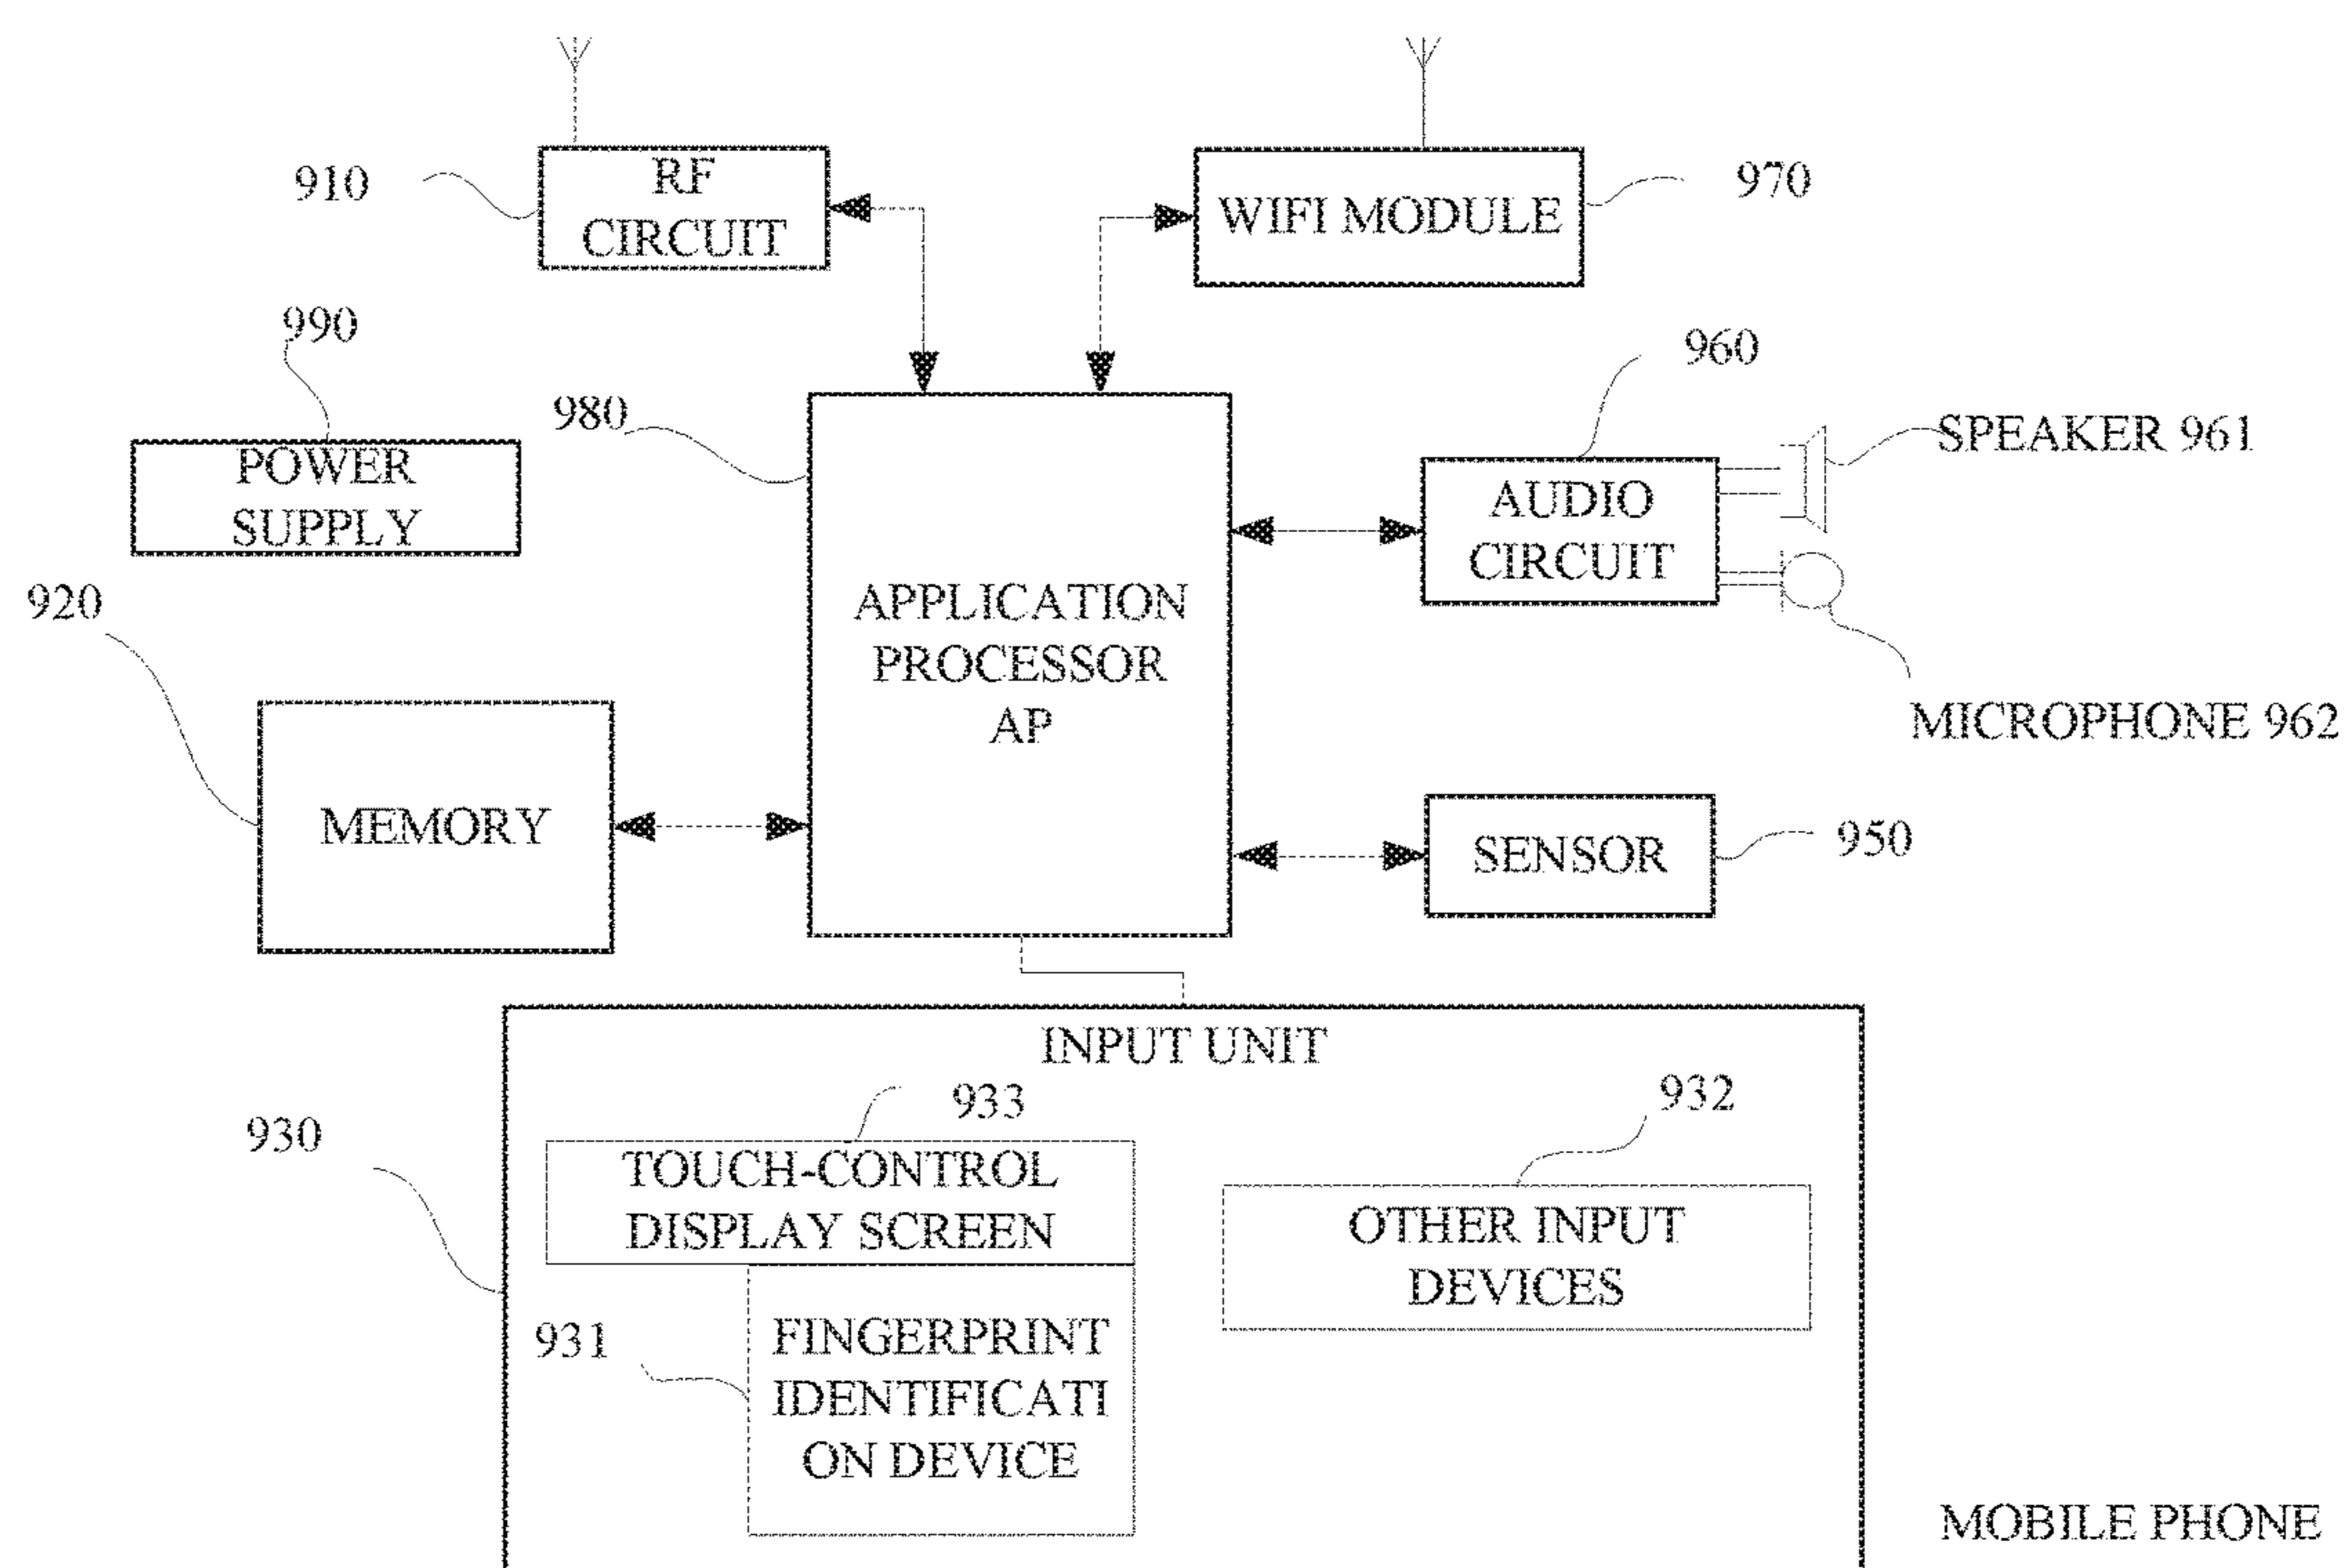 910
RF
CIRCUIT
WIFI MODULE
970
990
POWER
SUPPLY
980
960
SPEAKER 961
AUDIO
CIRCUIT
MICROPHONE 962
920
MEMORY
APPLICATION
PROCESSOR
AP
SENSOR
950
INPUT UNIT
930
933
TOUCH-CONTROL
DISPLAY SCREEN
932
OTHER INPUT
DEVICES
931
FINGERPRINT
IDENTIFICATI
ON DEVICE
MOBILE PHONE